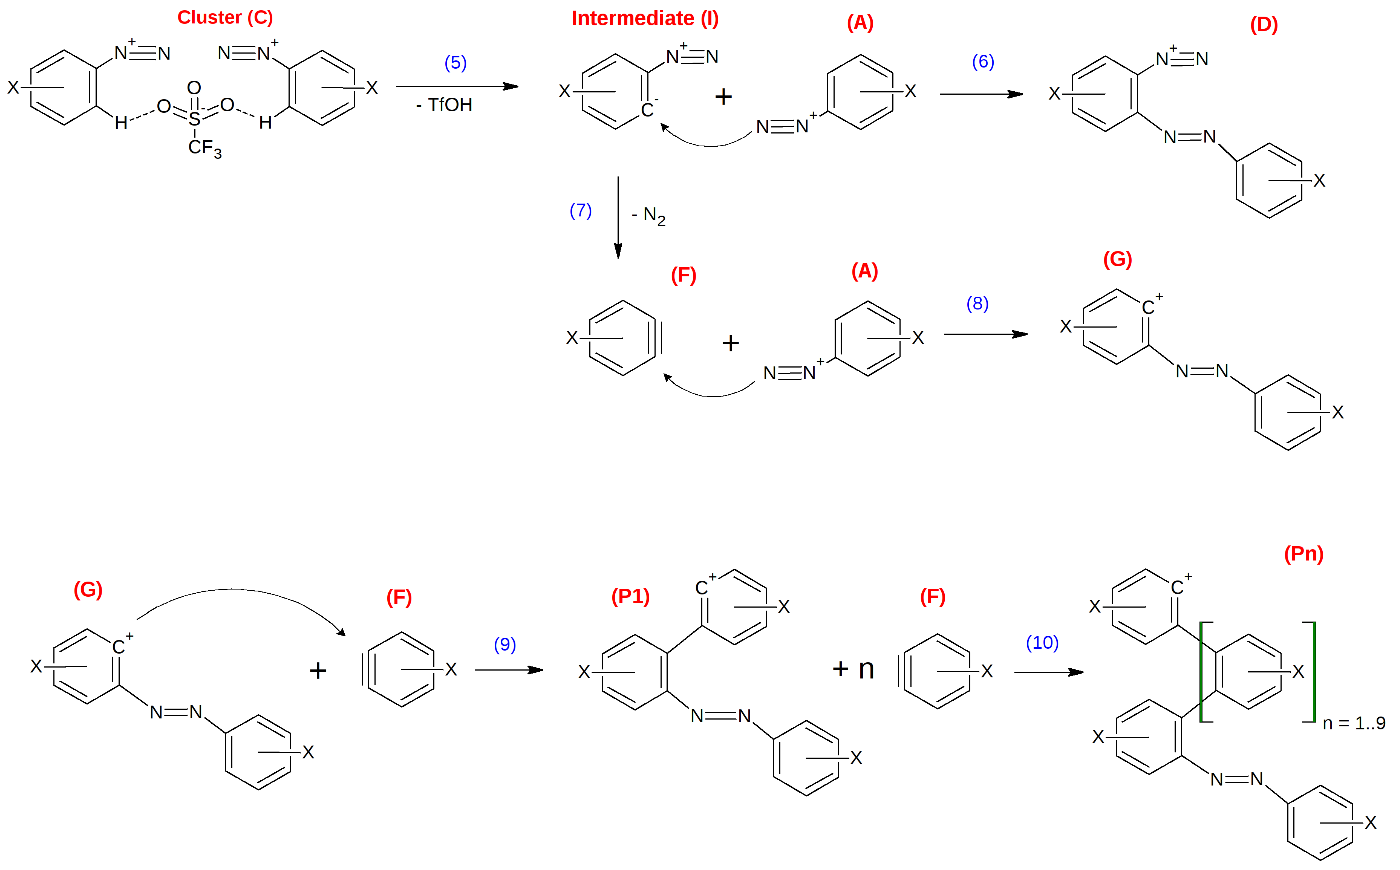 Cluster (C)
Intermediate (I)
(A)
(D)
N + N
N N +
N + N
N + N
X
X
(5)
X
+
X
(6)
X
O
- TfOH
C -
H O S O H
N N +
N N
CF3
X
(7)
- N2
(F)
(A)
(G)
(8)
C +
X
X
+
X
X
N N +
N N
X
(Pn)
(G)
(F)
(P1)
(F)
C +
X
C +
X
C +
(9)
(10)
X
+
X
X
+ n
X
X
N N
N N
X
n = 1..9
X
X
N N
X